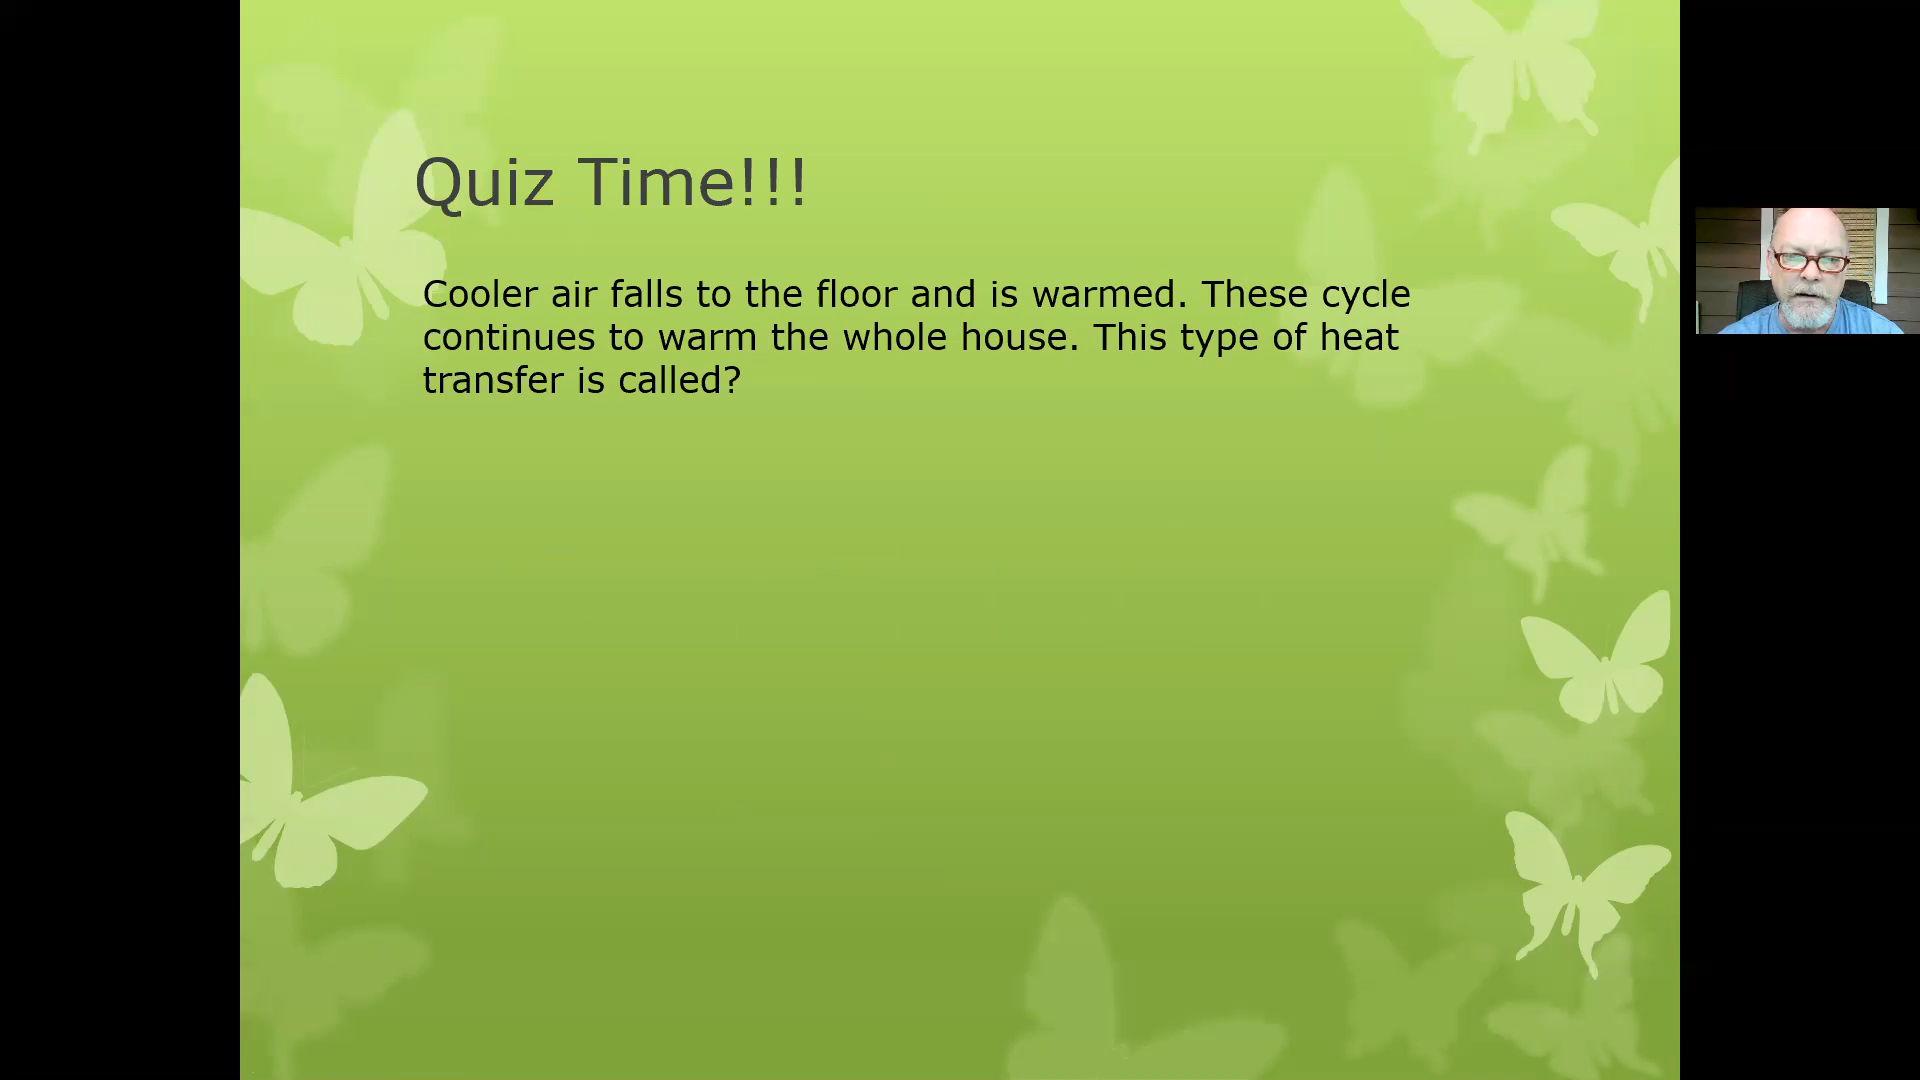 Quiz Time!!!
Cooler air falls to the floor and is warmed. These cycle
continues to warm the whole house. This type of heat
transfer is called?